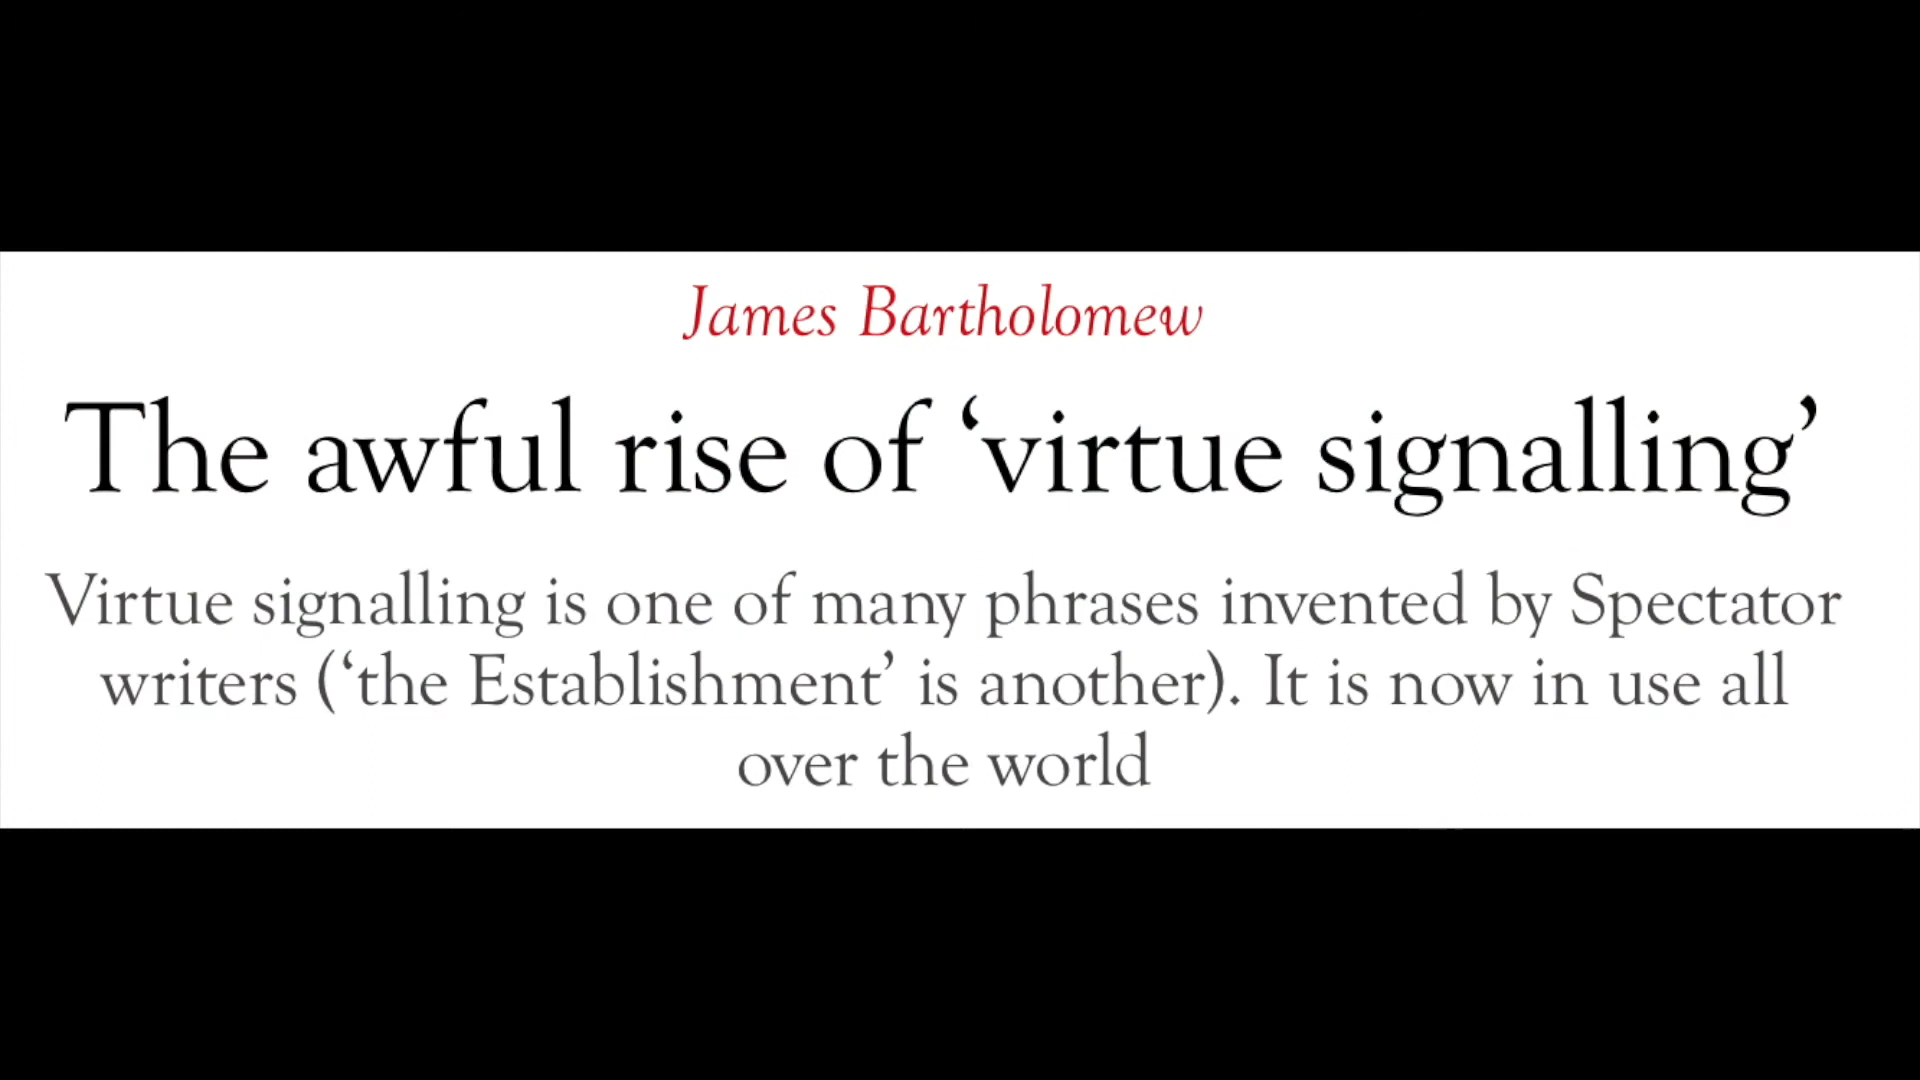 James Bartholomew
The awful rise of ‘virtue signalling’
Virtue signalling is one of many phrases invented by Spectator
writers (‘the Establishment’ is another). It is now in use all
over the world